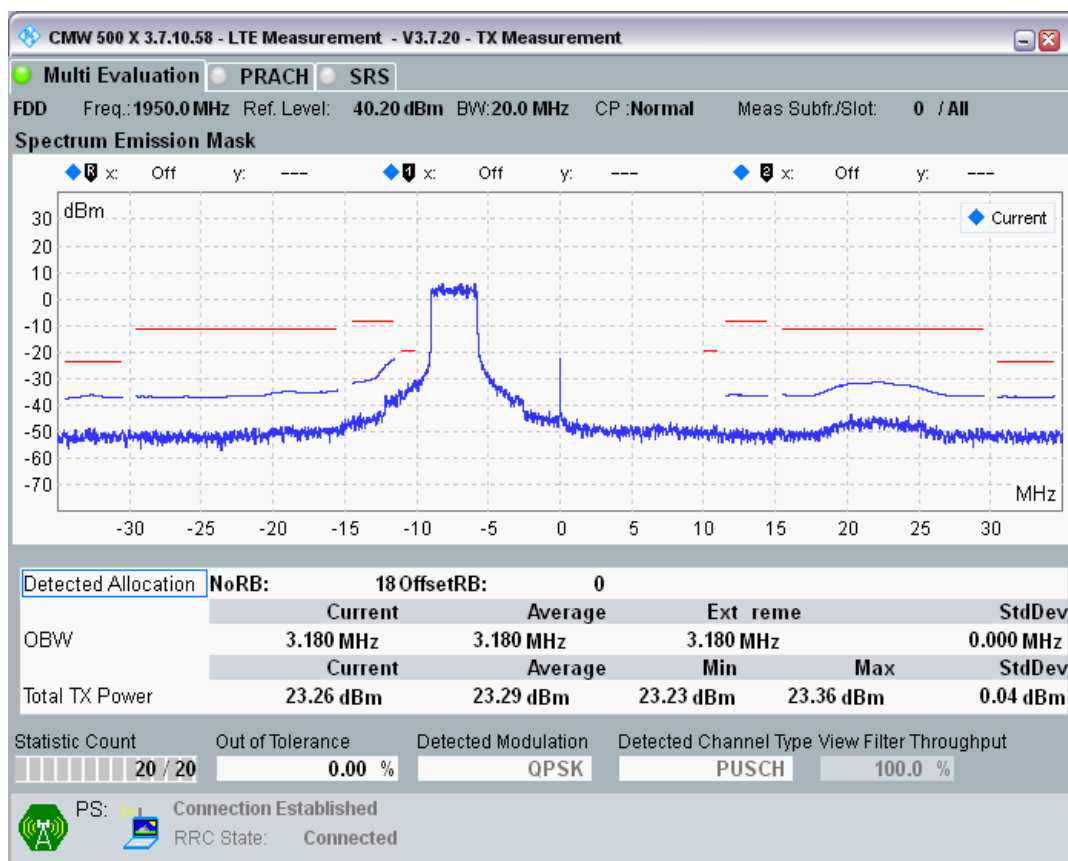 CMW 500 X 3.7.10.58 - LTE Measurement - V3.7.20 - TX Measurement
Multi Evaluation PRACH SRS
FDD Freq.: 1950.0 MHz Ref. Level: 40.20 dBm BW: 20.0 MHz CP : Normal Meas Subfr./Slot: 0 / All
Spectrum Emission Mask
R x: Off y: --- 1 x: Off y: --- 2 x: Off y: ---
dBm
Current
30
20
10
0
-10
-20
-30
-40
-50
-60
-70
MHz
-30 -25 -20 -15 -10 -5 0 5 10 15 20 25 30
Detected Allocation NoRB: 18 OffsetRB: 0
Current Average Ext reme StdDev
OBW 3.180 MHz 3.180 MHz 3.180 MHz 0.000 MHz
Current Average Min Max StdDev
Total TX Power 23.26 dBm 23.29 dBm 23.23 dBm 23.36 dBm 0.04 dBm
Statistic Count Out of Tolerance Detected Modulation Detected Channel Type View Filter Throughput
20 / 20 0.00 % QPSK PUSCH 100.0 %
PS: Connection Established
RRC State: Connected